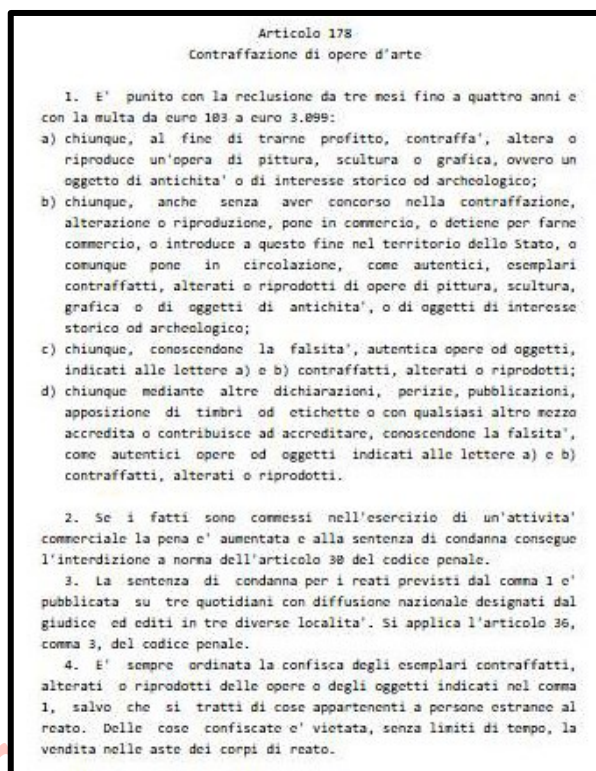 Articolo 178
Contraffazione di opere d'arte
1. E' punito con la reclusione da tre mesi fino a quattro anni e
con la multa da euro 103 a euro 3.099:
a) chiunque, al fine di trarne profitto, contraffa', altera o
riproduce un'opera di pittura, scultura o grafica, ovvero un
oggetto di antichita' o di interesse storico od archeologico;
b) chiunque, anche senza aver concorso nella contraffazione,
alterazione o riproduzione, pone in commercio, o detiene per farne
commercio, o introduce a questo fine nel territorio dello Stato, o
comunque pone in circolazione, come autentici, esemplari
contraffatti, alterati o riprodotti di opere di pittura, scultura,
grafica o di oggetti di antichita', o di oggetti di interesse
storico od archeologico;
c) chiunque, conoscendone la falsita', autentica opere od oggetti,
indicati alle lettere a) e b) contraffatti, alterati o riprodotti;
d) chiunque mediante altre dichiarazioni, perizie, pubblicazioni,
apposizione di timbri od etichette o con qualsiasi altro mezzo
accredita o contribuisce ad accreditare, conoscendone la falsita',
come autentici opere od oggetti indicati alle lettere a) e b)
contraffatti, alterati o riprodotti.
2. Se i fatti sono commessi nell'esercizio di un'attivita'
commerciale la pena e' aumentata e alla sentenza di condanna consegue
l'interdizione a norma dell'articolo 30 del codice penale.
3. La sentenza di condanna per i reati previsti dal comma 1 e'
pubblicata su tre quotidiani con diffusione nazionale designati dal
giudice ed editi in tre diverse localita'. Si applica l'articolo 36,
comma 3, del codice penale.
4. E' sempre ordinata la confisca degli esemplari contraffatti,
alterati o riprodotti delle opere o degli oggetti indicati nel comma
1, salvo che si tratti di cose appartenenti a persone estranee al
reato. Delle cose confiscate e' vietata, senza limiti di tempo, la
vendita nelle aste dei corpi di reato.